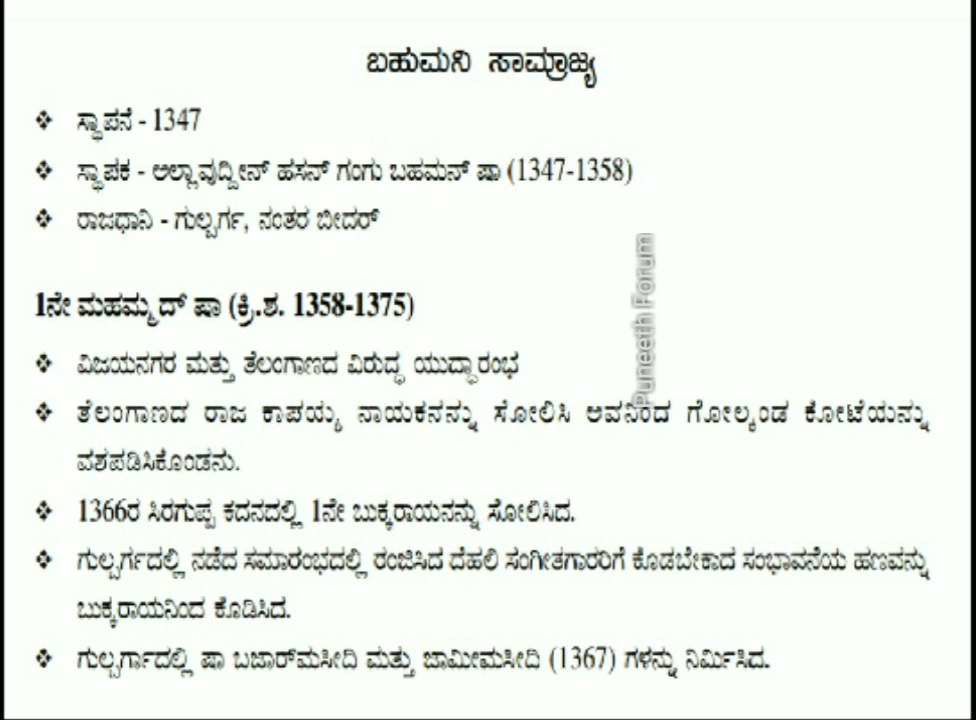 ಬಹುಮನಿ ಸಾಮ್ರಾಜ್ಯ
❖ ಸ್ಥಾಪನೆ - 1347
❖ ಸ್ಥಾಪಕ - ಅಲ್ಲಾವುದ್ದೀನ್ ಹಸನ್ ಗಂಗು ಬಹಮನ್ ಷಾ (1347-1358)
❖ ರಾಜಧಾನಿ - ಗುಲ್ಬರ್ಗ, ನಂತರ ಬೀದರ್
1ನೇ ಮಹಮ್ಮದ್ ಷಾ (ಕ್ರಿ.ಶ. 1358-1375)
❖ ವಿಜಯನಗರ ಮತ್ತು ತೆಲಂಗಾಣದ ವಿರುದ್ಧ ಯುದ್ಧಾರಂಭ
❖ ತೆಲಂಗಾಣದ ರಾಜ ಕಾಪಯ್ಯ ನಾಯಕನನ್ನು ಸೋಲಿಸಿ ಅವನಿಂದ ಗೋಲ್ಕಂಡ ಕೋಟೆಯನ್ನು
ವಶಪಡಿಸಿಕೊಂಡನು.
❖ 1366ರ ಸಿರಗುಪ್ಪ ಕದನದಲ್ಲಿ 1ನೇ ಬುಕ್ಕರಾಯನನ್ನು ಸೋಲಿಸಿದ.
❖ ಗುಲ್ಬರ್ಗದಲ್ಲಿ ನಡೆದ ಸಮಾರಂಭದಲ್ಲಿ ರಂಜಿಸಿದ ದೆಹಲಿ ಸಂಗೀತಗಾರರಿಗೆ ಕೊಡಬೇಕಾದ ಸಂಭಾವನೆಯ ಹಣವನ್ನು
ಬುಕ್ಕರಾಯನಿಂದ ಕೊಡಿಸಿದ.
❖ ಗುಲ್ಬರ್ಗಾದಲ್ಲಿ ಷಾ ಬಜಾರ್‌ಮಸೀದಿ ಮತ್ತು ಜಾಮೀಮಸೀದಿ (1367) ಗಳನ್ನು ನಿರ್ಮಿಸಿದ.
Puneeth Forum